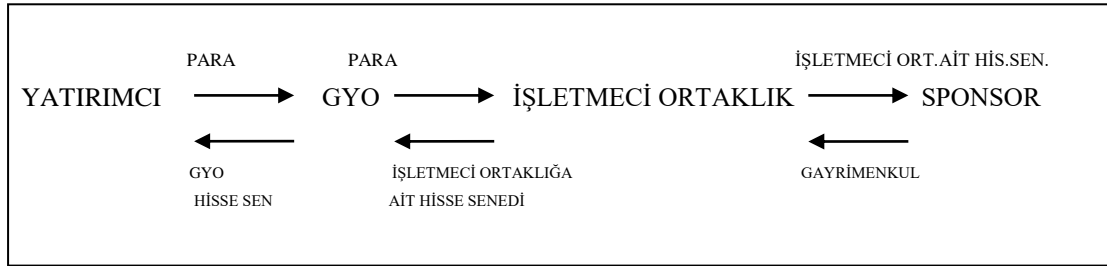 PARA PARA İŞLETMECİ ORT.AİT HİS.SEN.
YATIRIMCI GYO İŞLETMECİ ORTAKLIK SPONSOR
GYO İŞLETMECİ ORTAKLIĞA GAYRİMENKUL
HİSSE SEN AİT HİSSE SENEDİ